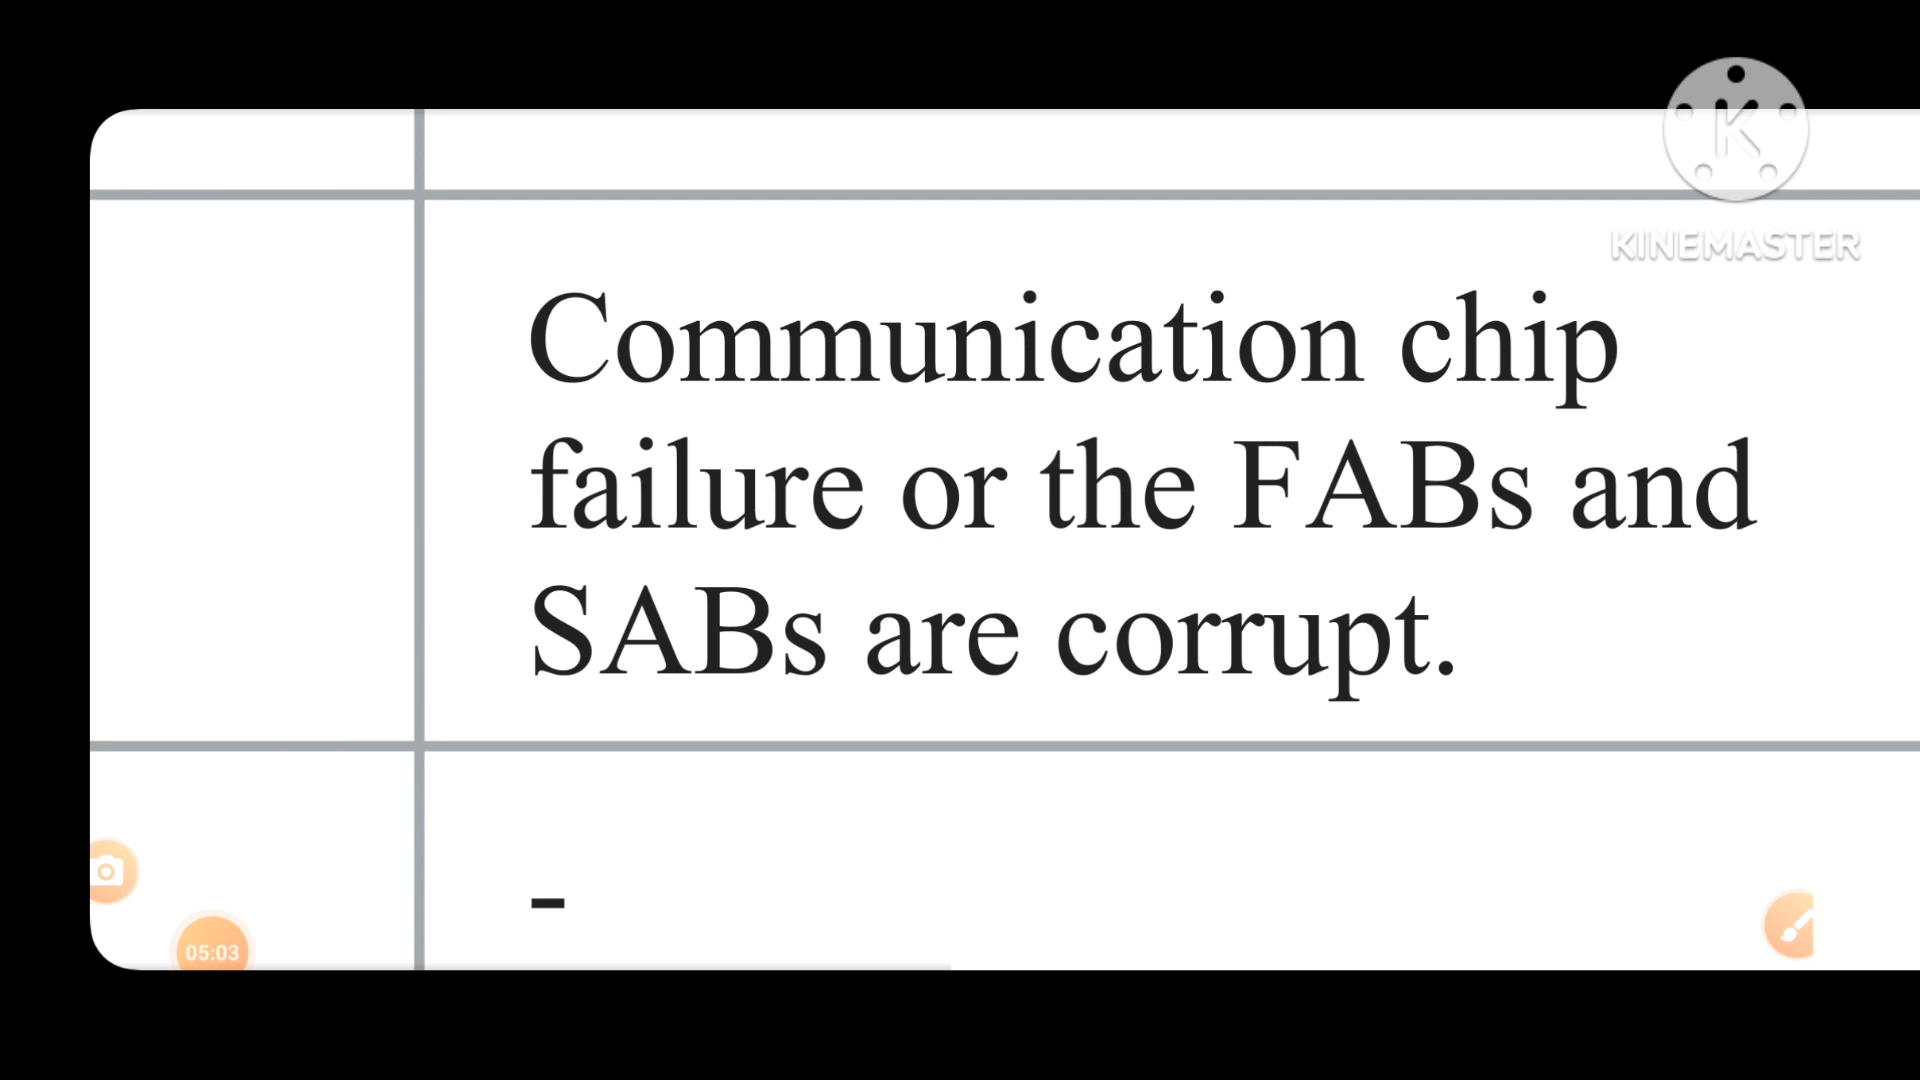 K
KINEMASTER
Communication chip
failure or the FABs and
SABs are corrupt.
-
05:03